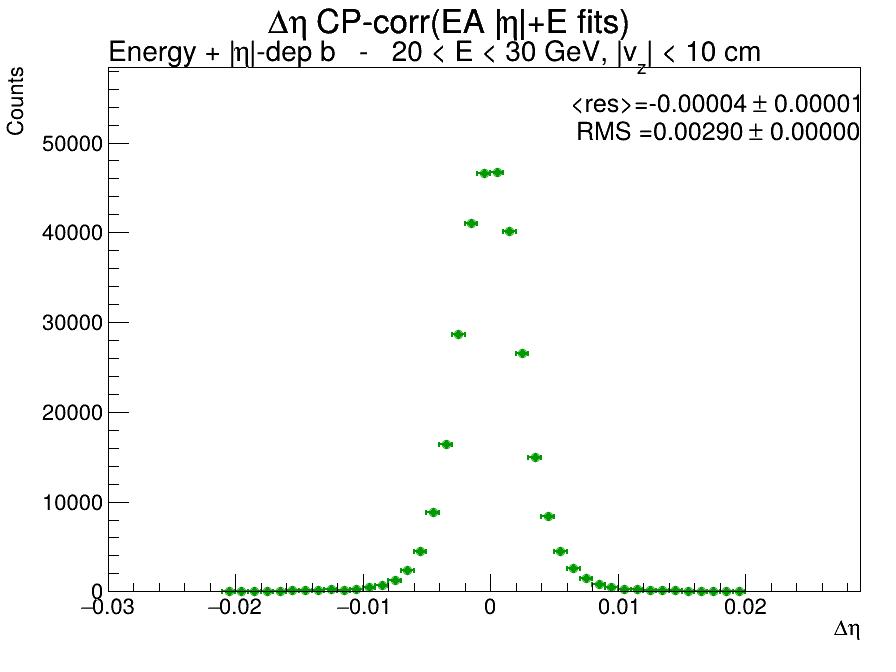 Δη CP-corr(EA |η|+E fits)
Energy + |η|-dep b - 20 < E < 30 GeV, |v_z| < 10 cm
<res>=-0.00004 ± 0.00001
RMS =0.00290 ± 0.00000
Counts
50000
40000
30000
20000
10000
0
−0.03 −0.02 −0.01 0 0.01 0.02
Δη